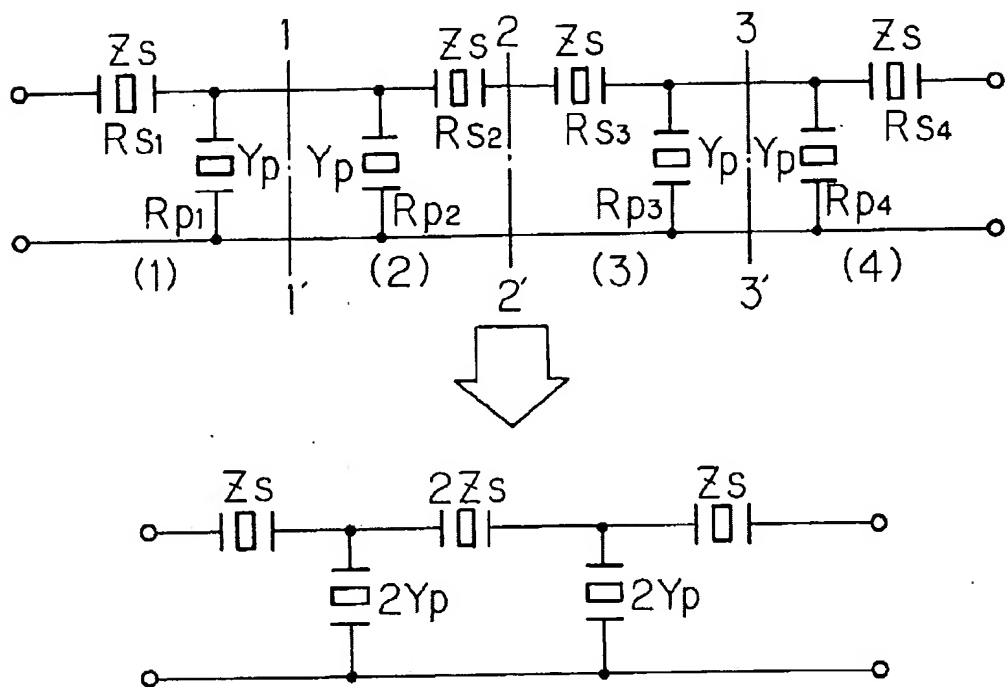 1 2 3
Zs Zs Zs Zs
Rs1 Rs2 Rs3 Rs4
Yp Yp Yp Yp
Rp1 Rp2 Rp3 Rp4
(1) (2) (3) (4)
1' 2' 3'
Zs 2Zs Zs
2Yp 2Yp